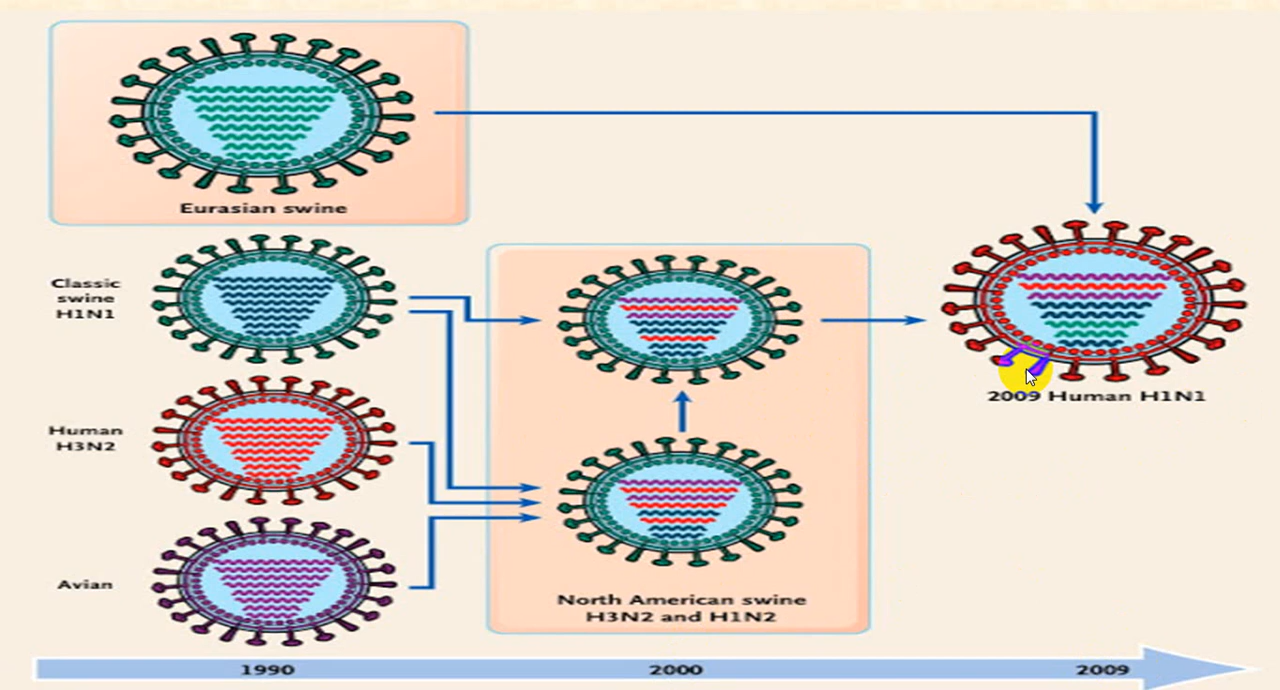 Eurasian swine
Classic
swine
H1N1
Human
H3N2
Avian
North American swine
H3N2 and H1N2
2009 Human H1N1
1990
2000
2009